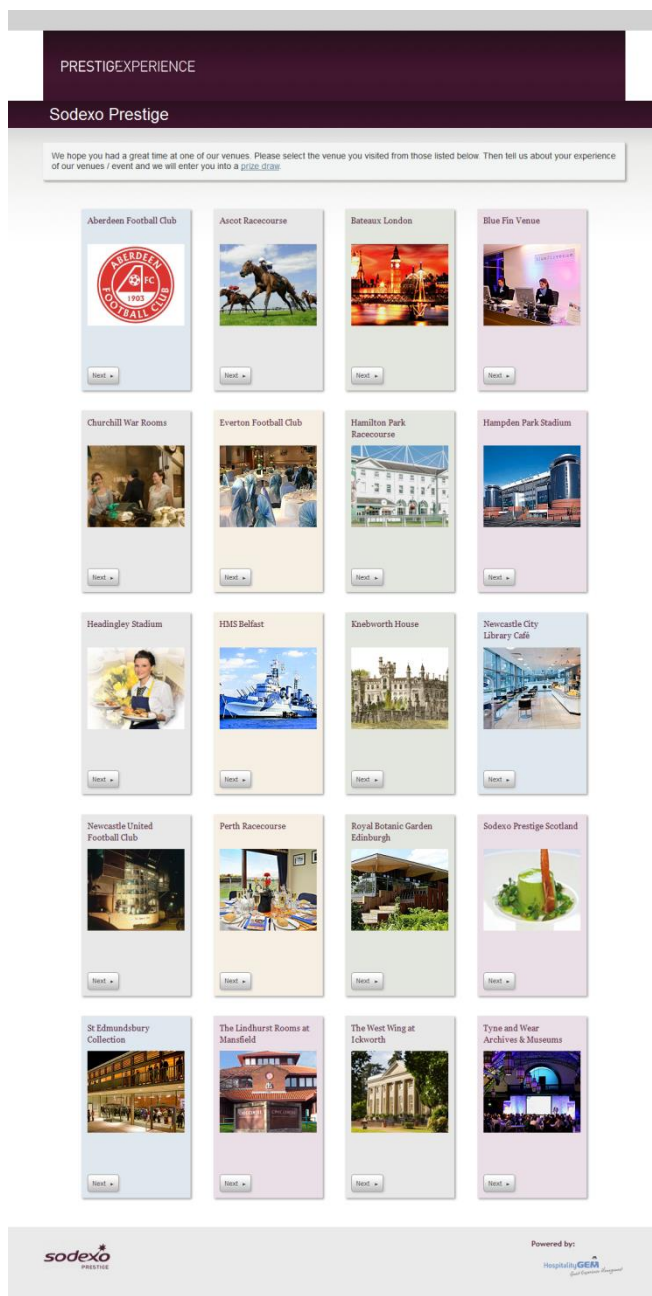 PRESTIGEXPERIENCE
Sodexo Prestige
We hope you had a great time at one of our venues. Please select the venue you visited from those listed below. Then tell us about your experience
of our venues / event and we will enter you into a prize draw.
Aberdeen Football Club
Ascot Racecourse
Bateaux London
Blue Fin Venue
ABERDEEN
FC
1903
FOOTBALL CLUB
Next
Next
Next
Next
Churchill War Rooms
Everton Football Club
Hamilton Park
Racecourse
Hampden Park Stadium
Next
Next
Next
Next
Headingley Stadium
HMS Belfast
Knebworth House
Newcastle City
Library Café
Next
Next
Next
Next
Newcastle United
Football Club
Perth Racecourse
Royal Botanic Garden
Edinburgh
Sodexo Prestige Scotland
Next
Next
Next
Next
St Edmundsbury
Collection
The Lindhurst Rooms at
Mansfield
The West Wing at
Ickworth
Tyne and Wear
Archives & Museums
Next
Next
Next
Next
sodexo
PRESTIGE
Powered by:
HospitalityGEM
Guest Experience Management